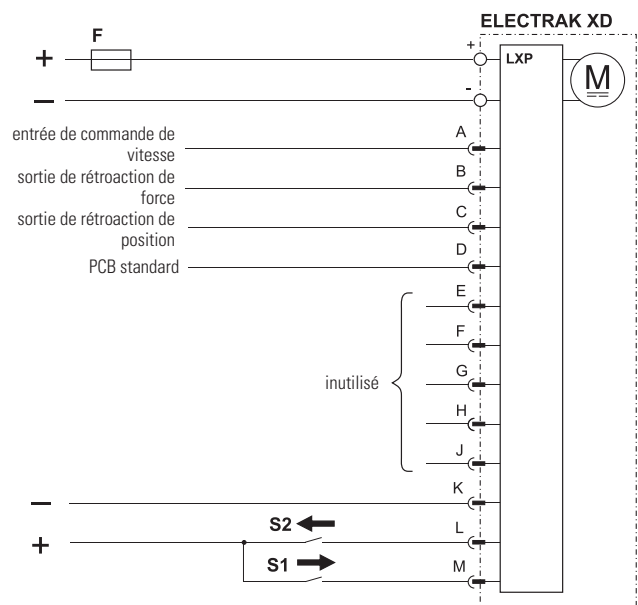 ELECTRAK XD
F
+
LXP
+
M
−
-
entrée de commande de
vitesse
A
sortie de rétroaction de
force
B
sortie de rétroaction de
position
C
PCB standard
D
E
F
G
inutilisé
H
J
−
K
S2
L
+
S1
M